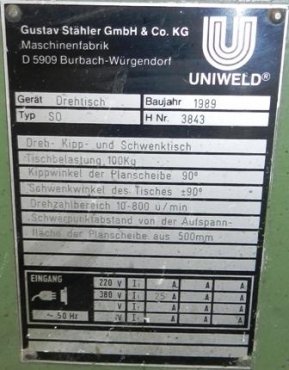 Gustav Stähler GmbH & Co. KG
Maschinenfabrik
D 5909 Burbach-Würgendorf
UNIWELD®
Gerät Drehtisch Baujahr 1989
Typ SO H Nr. 3843
Dreh- Kipp- und Schwenktisch
Tischbelastung 100Kg
Kippwinkel der Planscheibe 90°
Schwenkwinkel des Tisches ±90°
Drehzahlbereich 10-800 U/min
Schwerpunktabstand von der Aufspann-
fläche der Planscheibe aus 500mm
EINGANG
220 V I: A A A
380 V I: 25 A A A
V I: A A A
~ 50 Hz V I: A A A